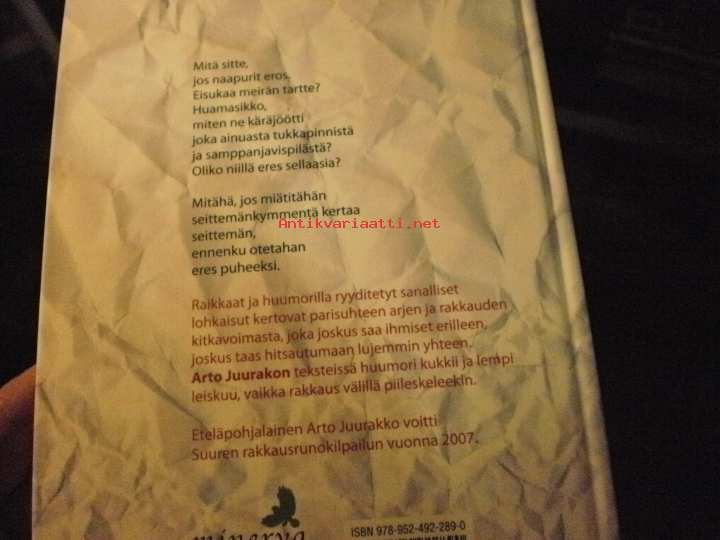 Mitä sitte,
jos naapurit eros.
Eisukaa meirän tartte?
Huamasikko,
miten ne käräjöötti
joka ainuasta tukkapinnistä
ja samppanjavispilästä?
Oliko niillä eres sellaasia?
Mitähä, jos miätitähän
seittemänkymmentä kertaa
seittemän,
Antikvariaatti.net
ennenku otetahan
eres puheeksi.
Raikkaat ja huumorilla ryyditetyt sanalliset
lohkaisut kertovat parisuhteen arjen ja rakkauden
kitkavoimasta, joka joskus saa ihmiset erilleen,
joskus taas hitsautumaan lujemmin yhteen.
Arto Juurakon teksteissä huumori kukkii ja lempi
leiskuu, vaikka rakkaus välillä piileskeleekin.
Eteläpohjalainen Arto Juurakko voitti
Suuren rakkausrunokilpailun vuonna 2007.
minerva
ISBN 978-952-492-289-0